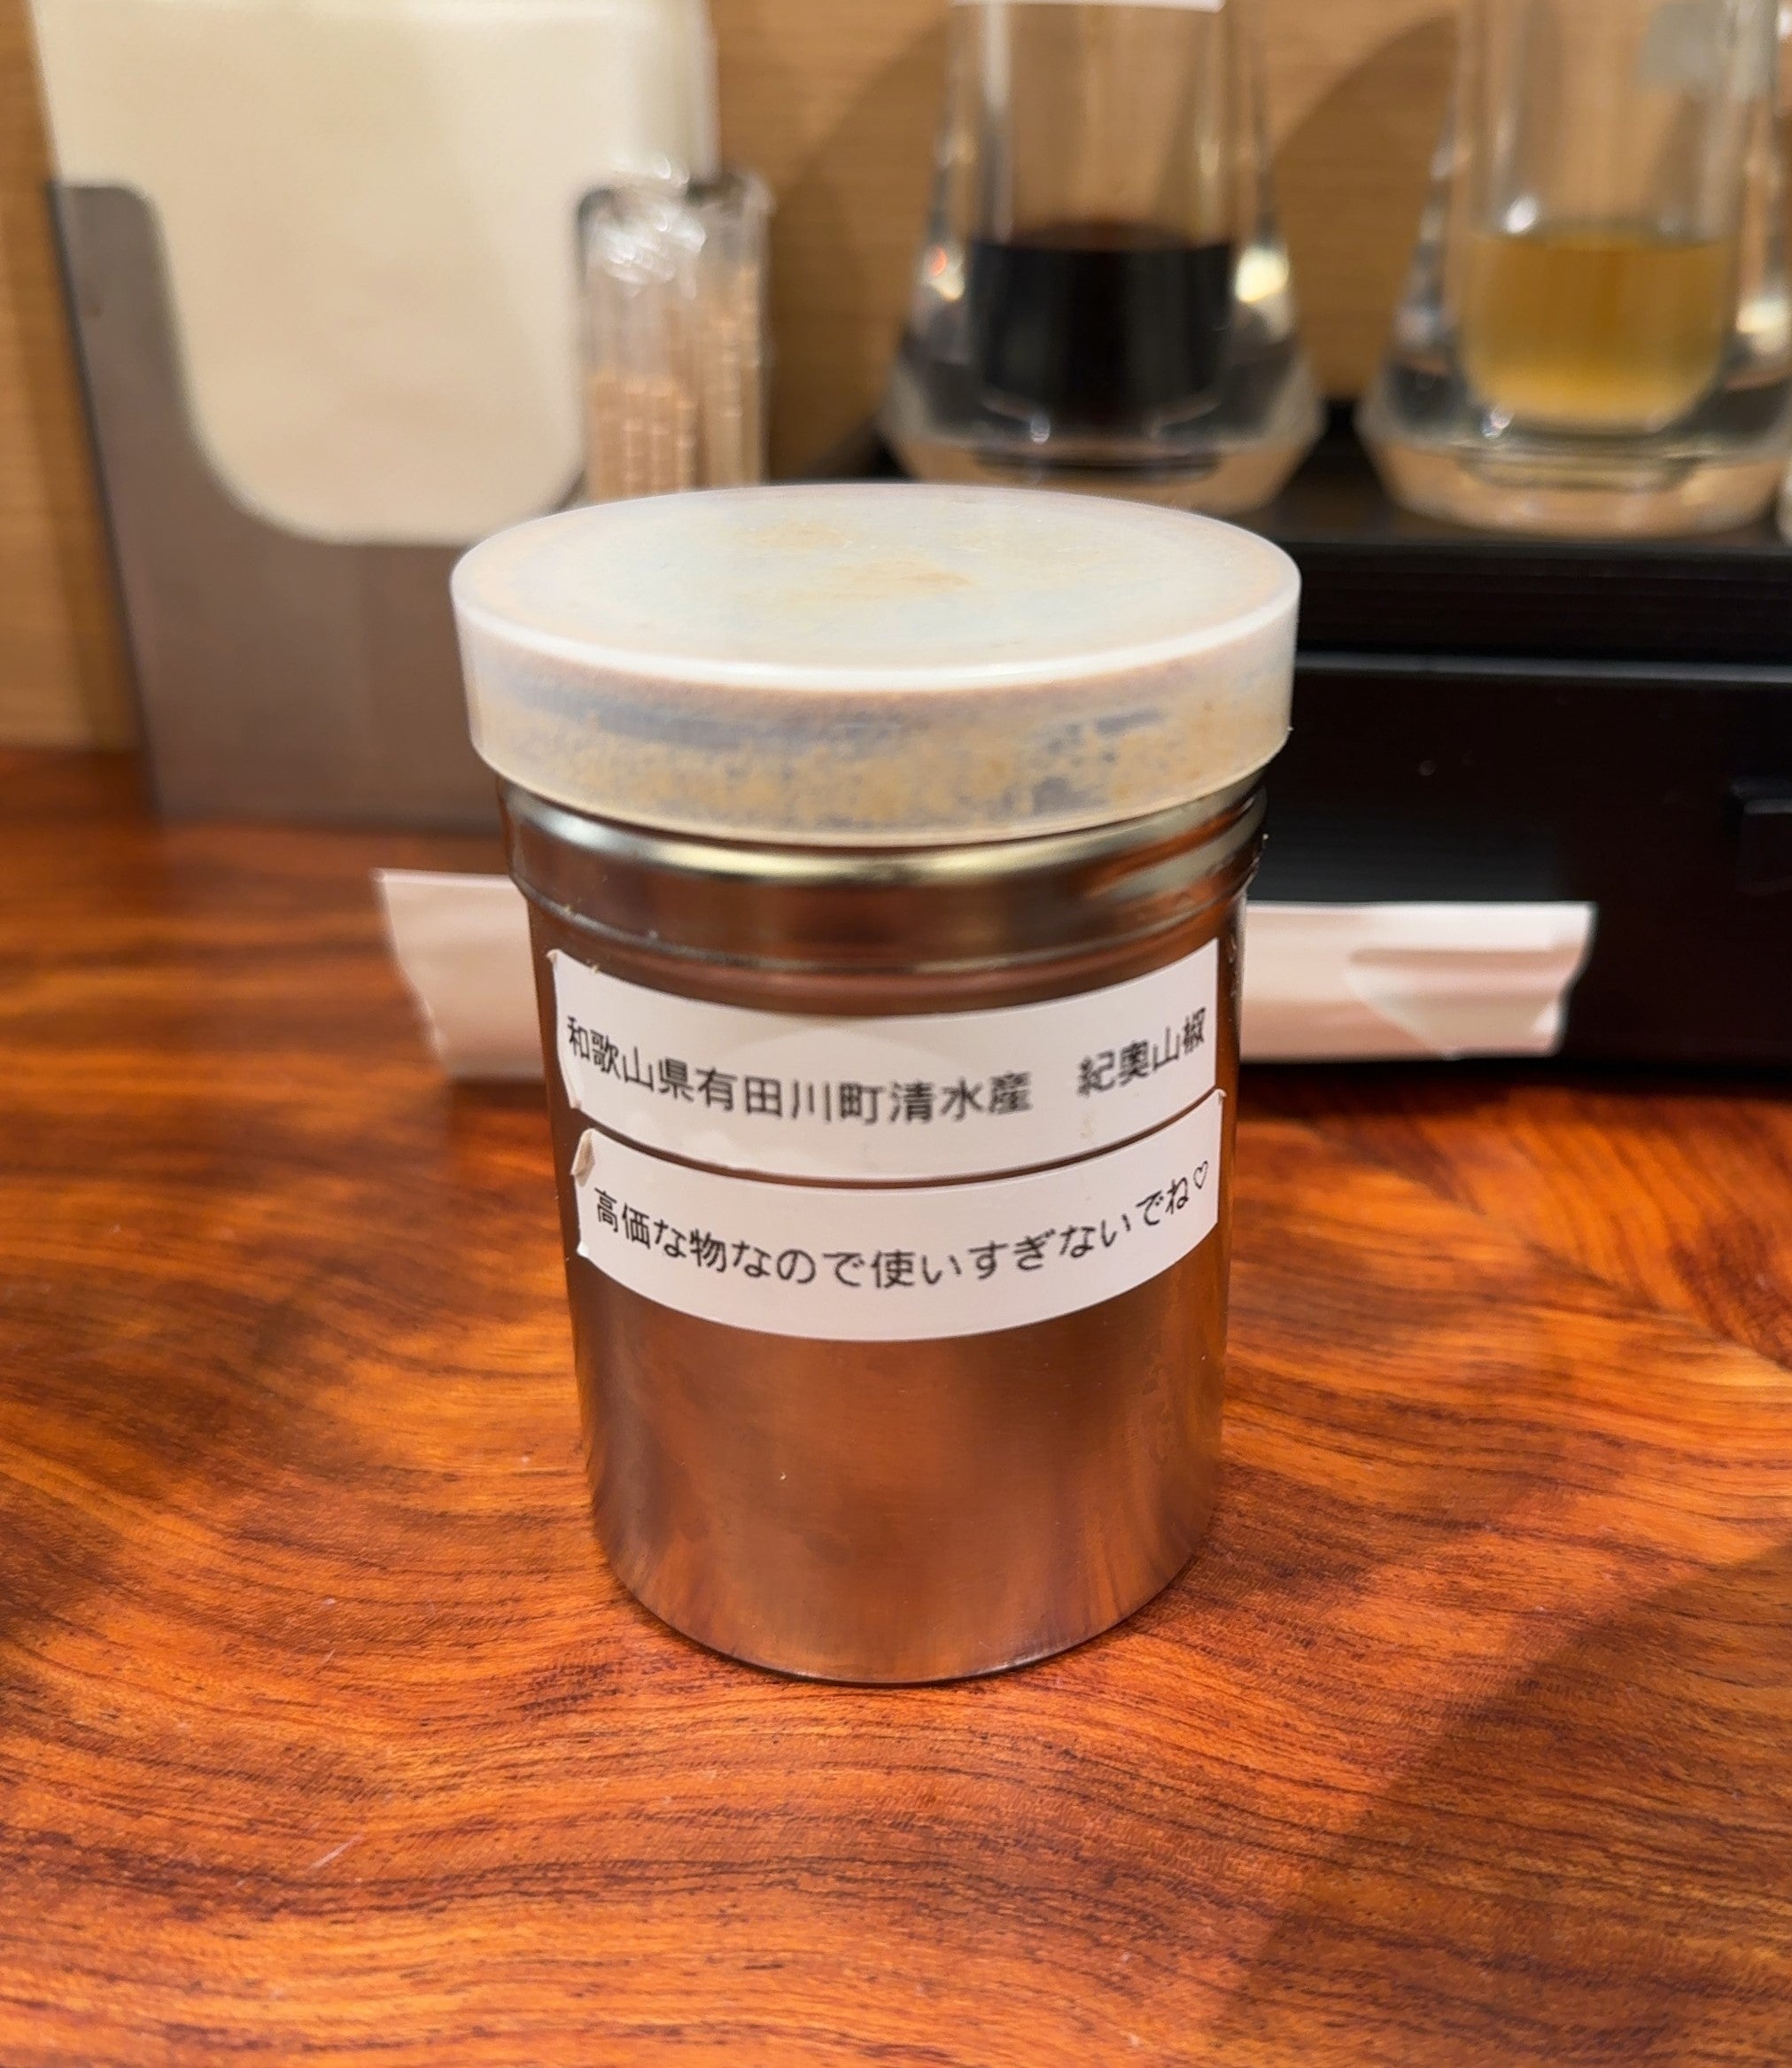 和歌山県有田川町清水産　紀奥山椒
高価な物なので使いすぎないでね♡